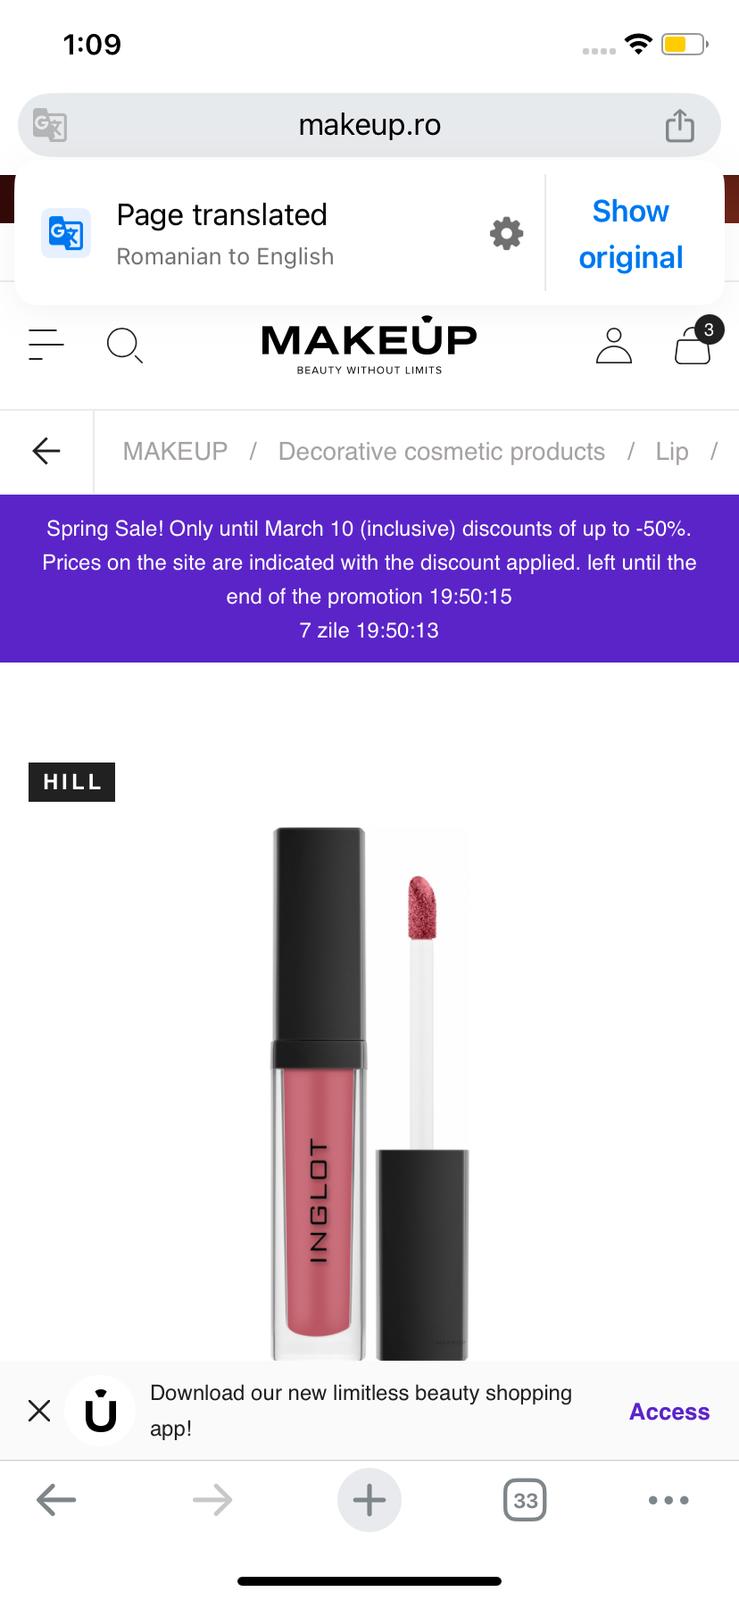 1:09
makeup.ro
Page translated
Romanian to English
Show
original
MAKEUP
BEAUTY WITHOUT LIMITS
3
MAKEUP / Decorative cosmetic products / Lip /
Spring Sale! Only until March 10 (inclusive) discounts of up to -50%.
Prices on the site are indicated with the discount applied. left until the
end of the promotion 19:50:15
7 zile 19:50:13
HILL
INGLOT
Download our new limitless beauty shopping
app!
Access
33